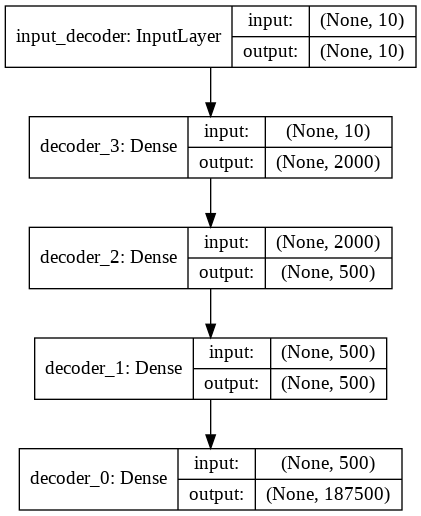 input_decoder: InputLayer
input: (None, 10)
output: (None, 10)
decoder_3: Dense
input: (None, 10)
output: (None, 2000)
decoder_2: Dense
input: (None, 2000)
output: (None, 500)
decoder_1: Dense
input: (None, 500)
output: (None, 500)
decoder_0: Dense
input: (None, 500)
output: (None, 187500)